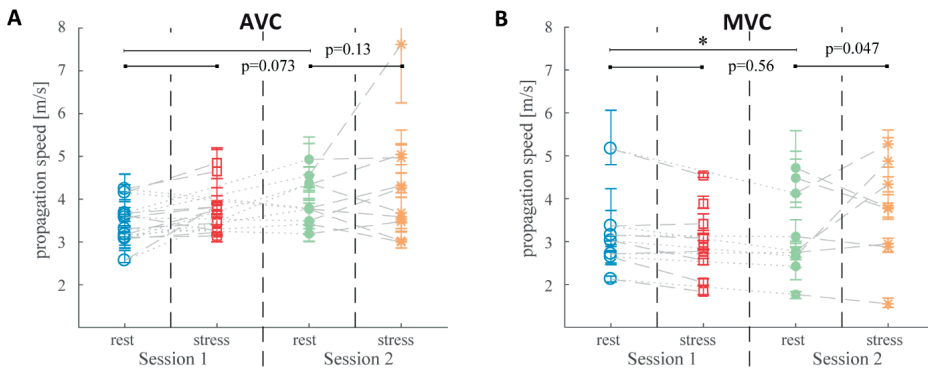 A
AVC
8
p=0.13
p=0.073
7
6
5
4
3
2
propagation speed [m/s]
rest
stress
rest
stress
Session 1
Session 2
B
MVC
8
*
p=0.047
p=0.56
7
6
5
4
3
2
propagation speed [m/s]
rest
stress
rest
stress
Session 1
Session 2